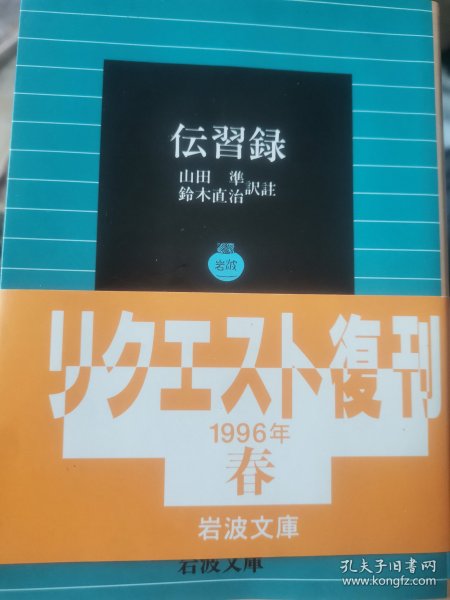 伝習録
山田 準
鈴木直治 訳註
岩波
リクエスト復刊
1996年
春
岩波文庫
岩波文庫
孔夫子旧书网
www.kongfz.com